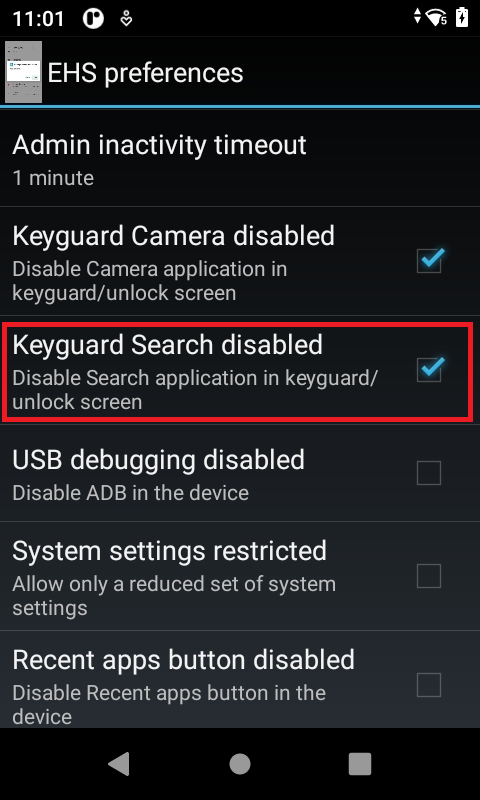 11:01
5
EHS preferences
Admin inactivity timeout
1 minute
Keyguard Camera disabled
Disable Camera application in
keyguard/unlock screen
Keyguard Search disabled
Disable Search application in keyguard/
unlock screen
USB debugging disabled
Disable ADB in the device
System settings restricted
Allow only a reduced set of system
settings
Recent apps button disabled
Disable Recent apps button in the
device